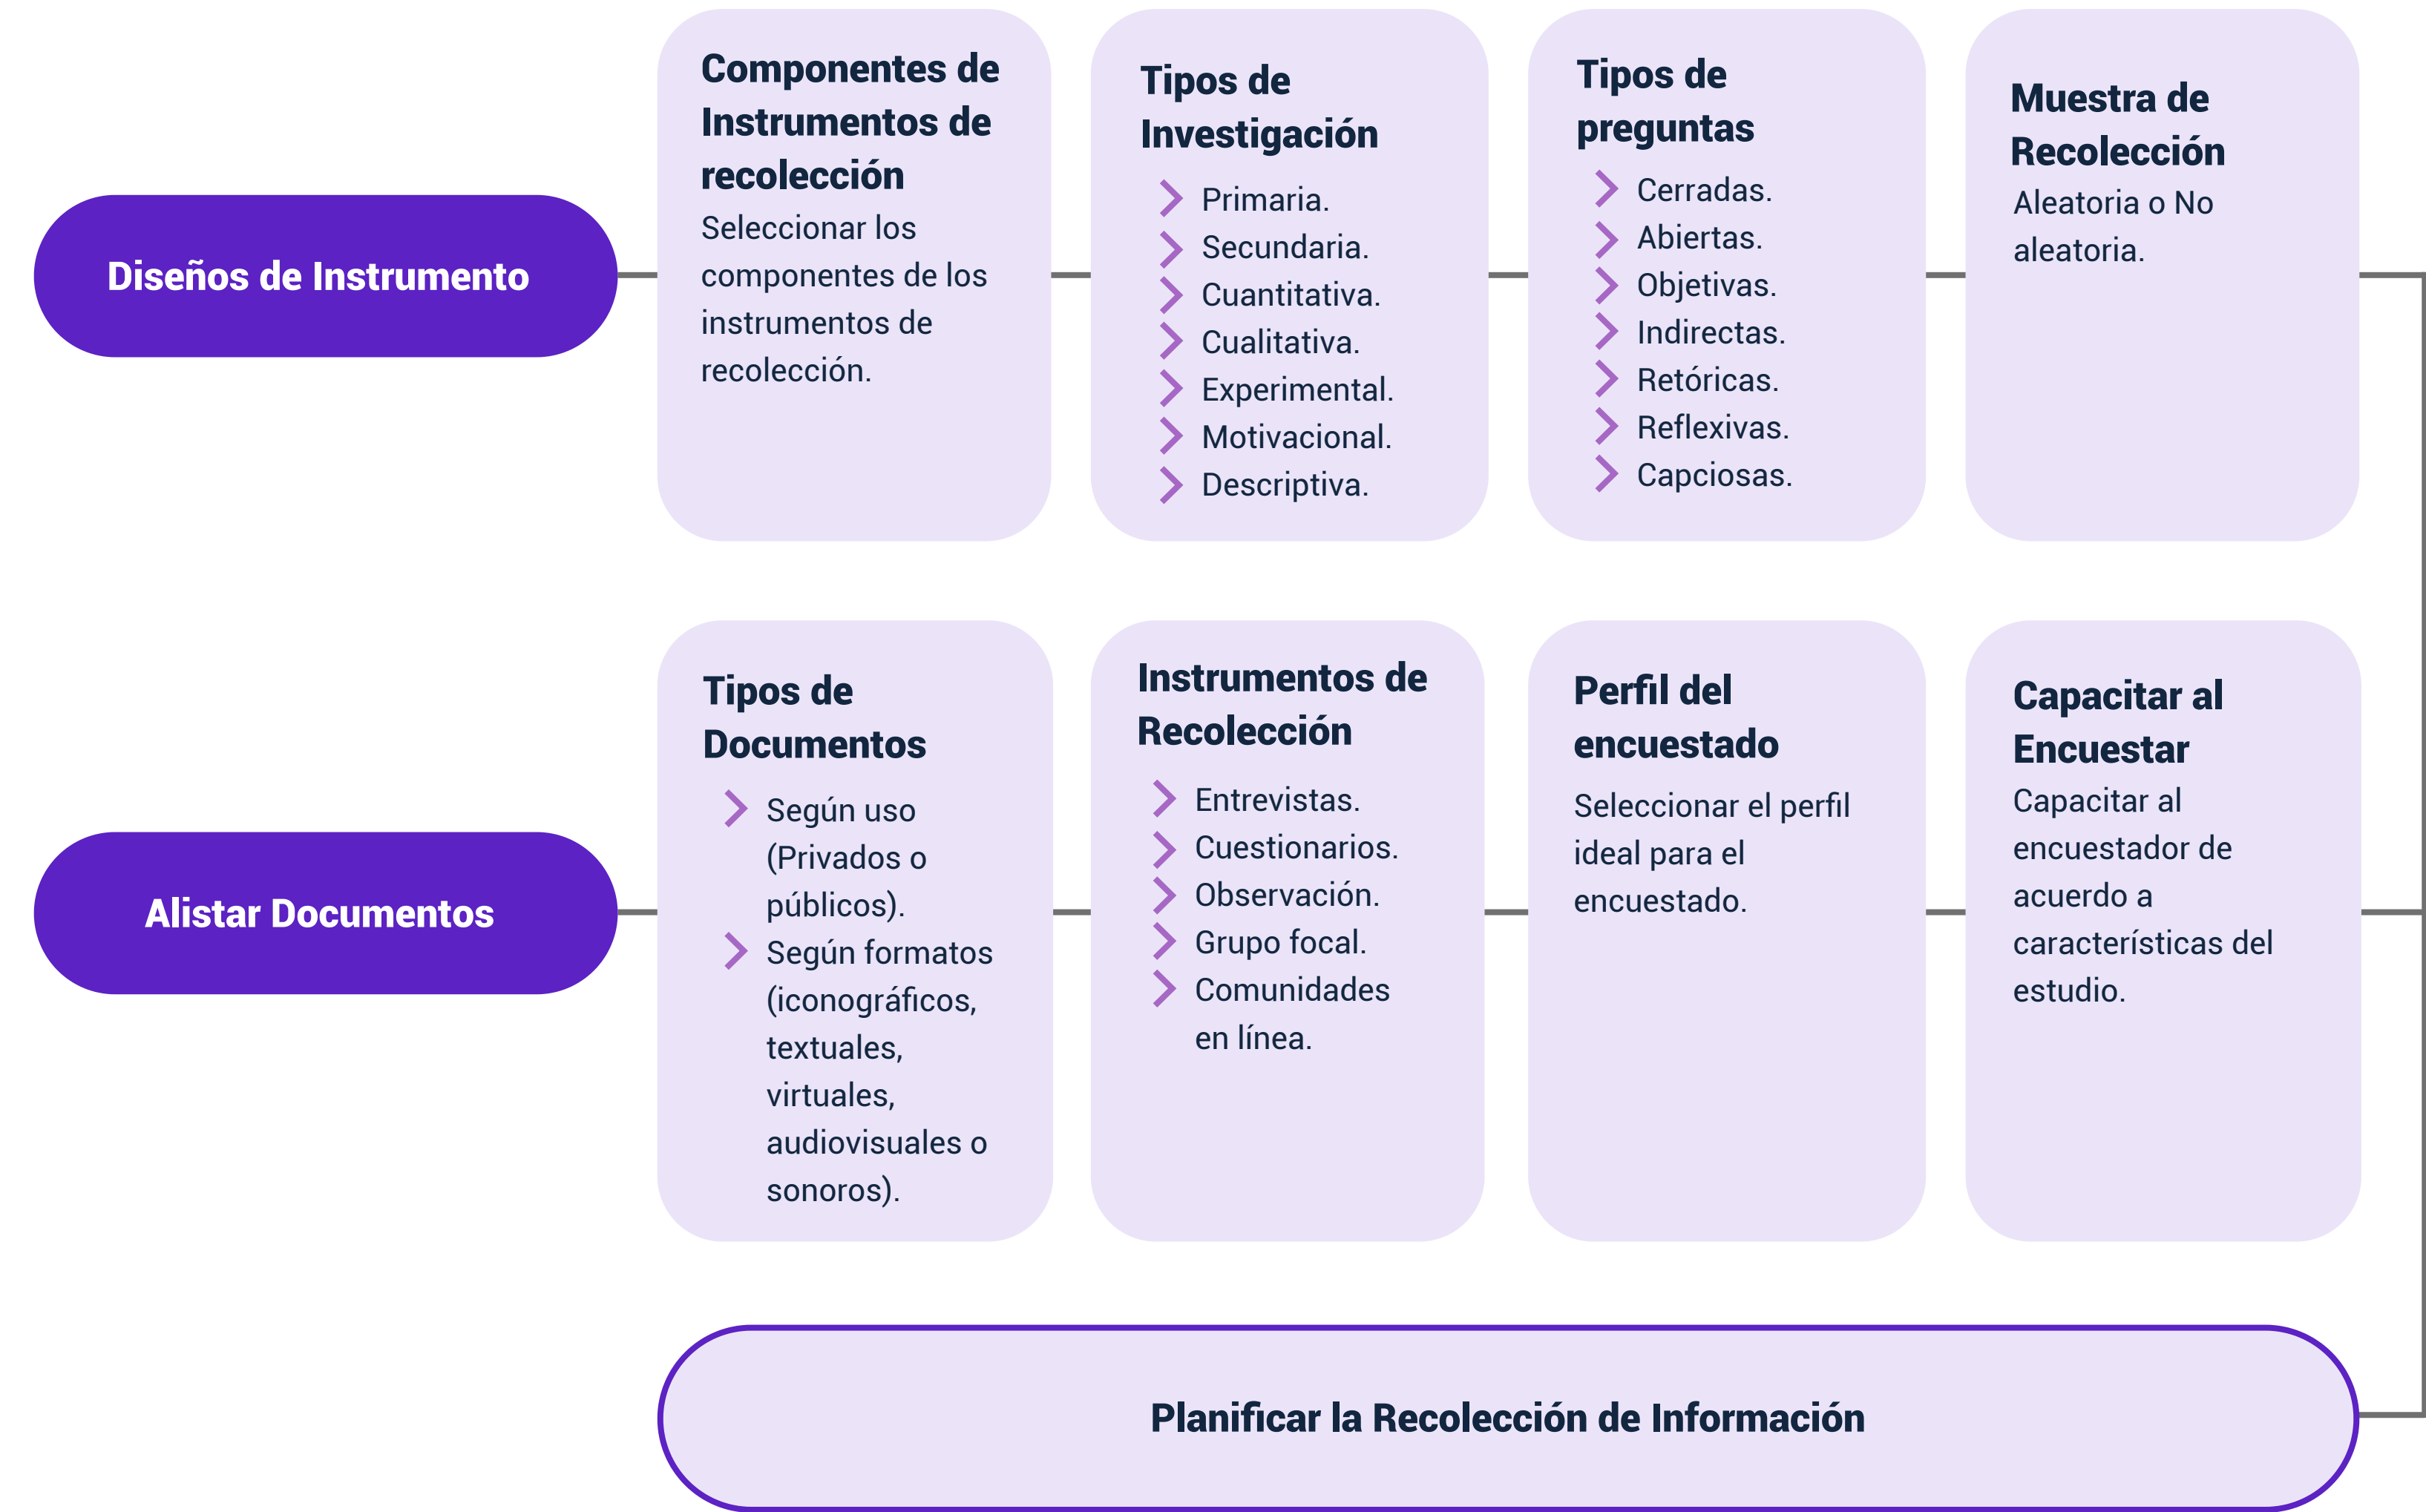 Diseños de Instrumento
Componentes de
Instrumentos de
recolección
Seleccionar los
componentes de los
instrumentos de
recolección.
Tipos de
Investigación
Primaria.
Secundaria.
Cuantitativa.
Cualitativa.
Experimental.
Motivacional.
Descriptiva.
Tipos de
preguntas
Cerradas.
Abiertas.
Objetivas.
Indirectas.
Retóricas.
Reflexivas.
Capciosas.
Muestra de
Recolección
Aleatoria o No
aleatoria.
Alistar Documentos
Tipos de
Documentos
Según uso
(Privados o
públicos).
Según formatos
(iconográficos,
textuales,
virtuales,
audiovisuales o
sonoros).
Instrumentos de
Recolección
Entrevistas.
Cuestionarios.
Observación.
Grupo focal.
Comunidades
en línea.
Perfil del
encuestado
Seleccionar el perfil
ideal para el
encuestado.
Capacitar al
Encuestar
Capacitar al
encuestador de
acuerdo a
características del
estudio.
Planificar la Recolección de Información